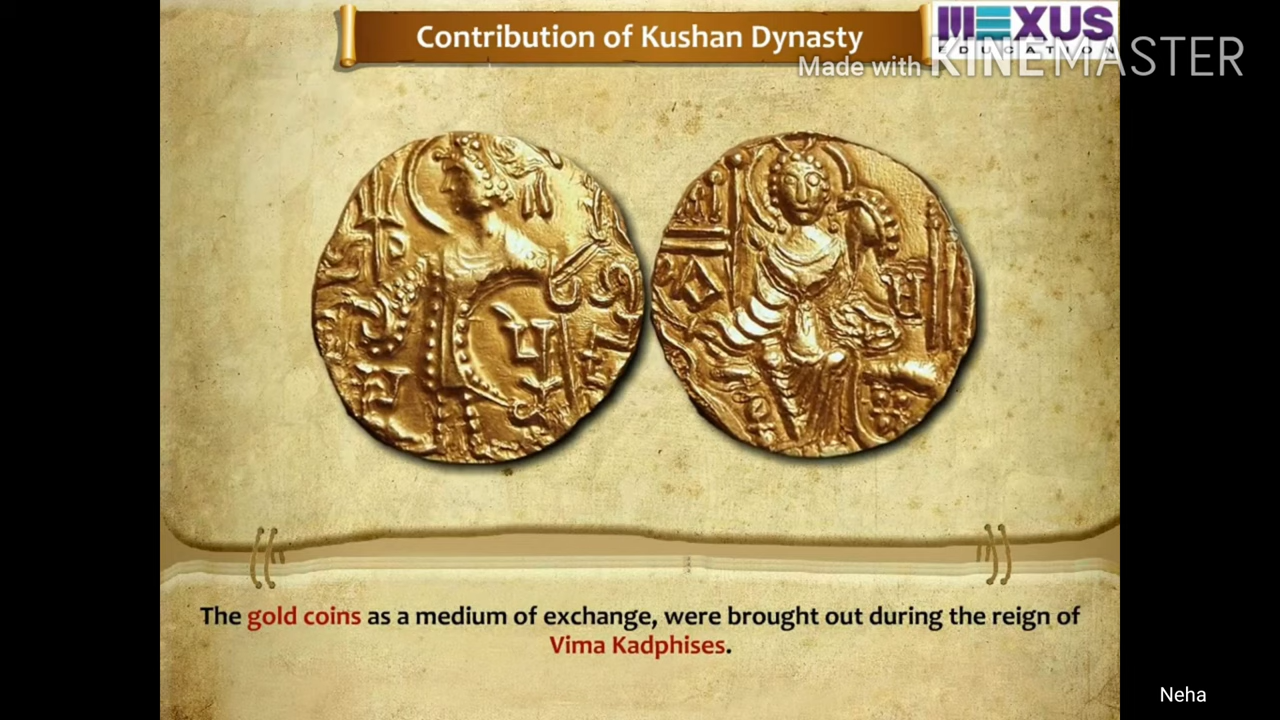 Contribution of Kushan Dynasty
MEXUS
EDUCATION
Made with KINEMASTER
The gold coins as a medium of exchange, were brought out during the reign of
Vima Kadphises.
Neha